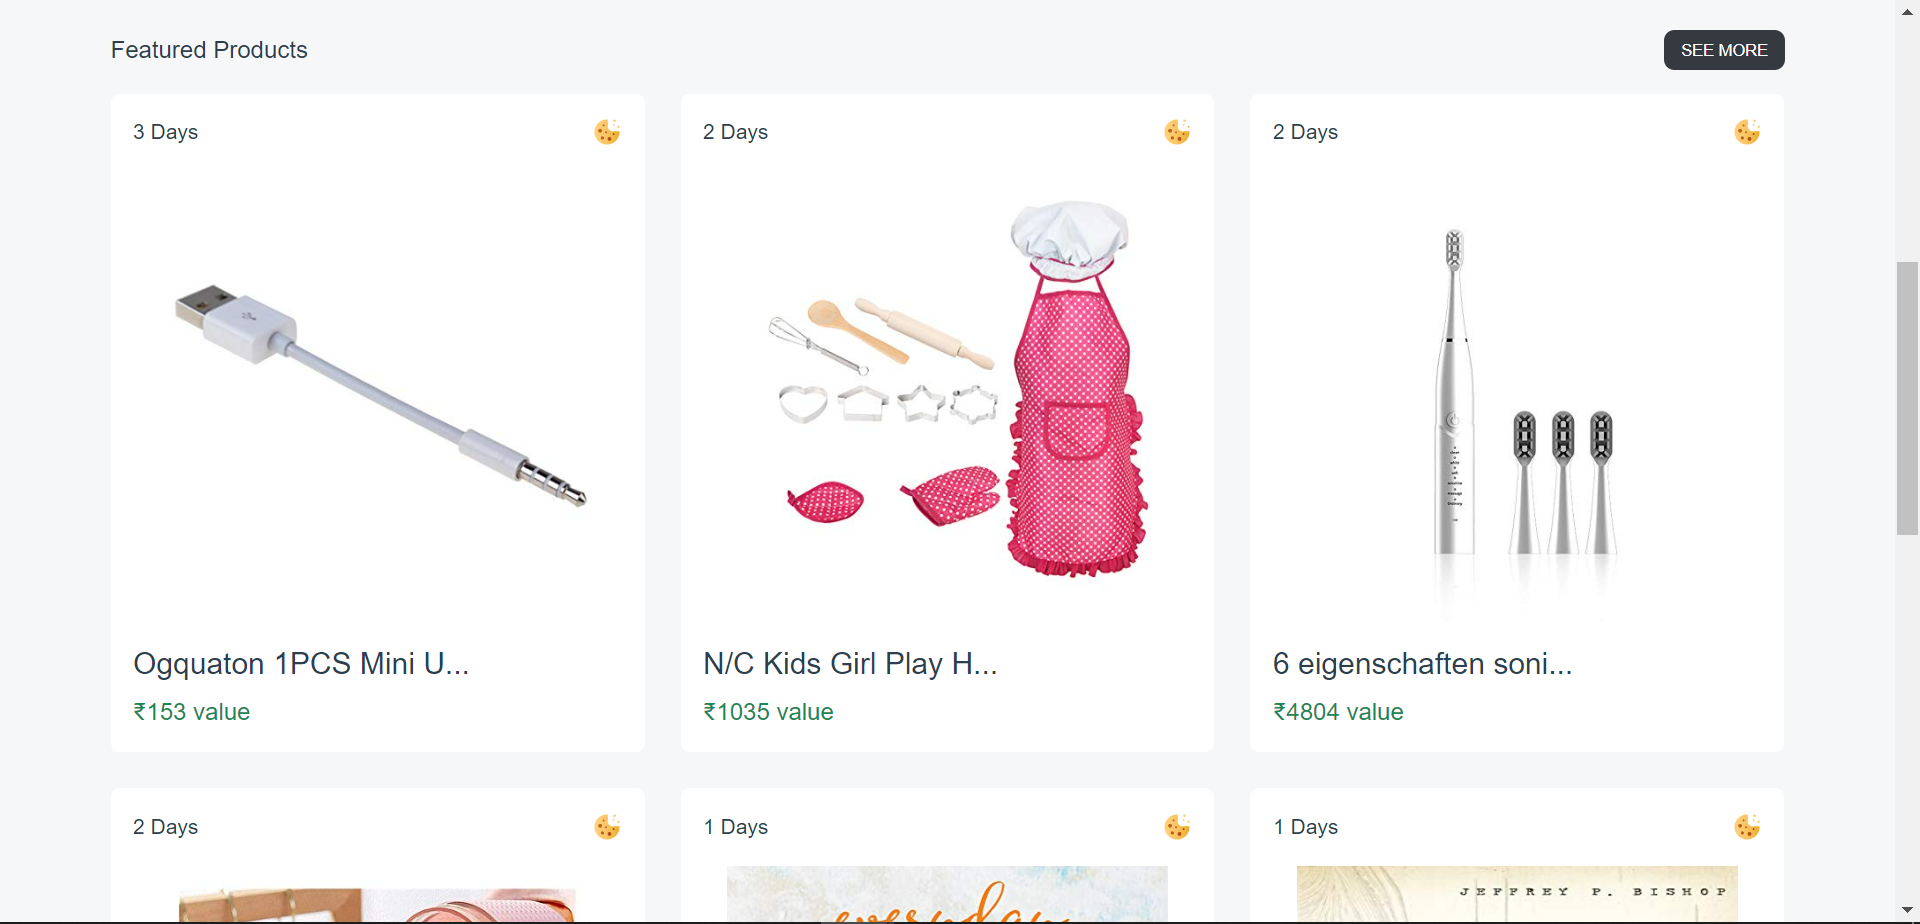 Featured Products
SEE MORE
3 Days
2 Days
2 Days
Ogquaton 1PCS Mini U...
₹153 value
N/C Kids Girl Play H...
₹1035 value
6 eigenschaften soni...
₹4804 value
2 Days
1 Days
1 Days
JEFFREY P. BISHOP